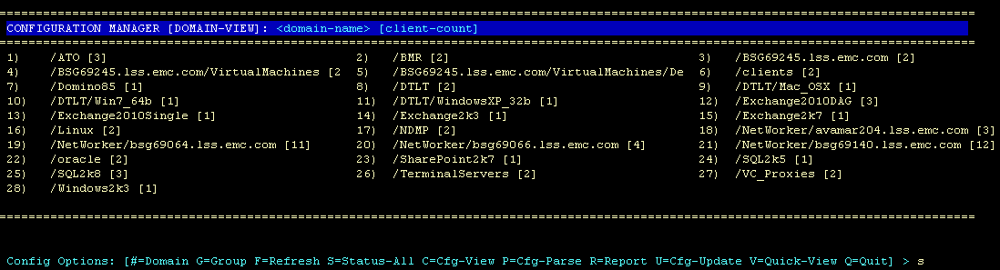 CONFIGURATION MANAGER [DOMAIN-VIEW]: <domain-name> [client-count]
1) /ATO [3] 2) /BMR [2] 3) /BSG69245.lss.emc.com [2]
4) /BSG69245.lss.emc.com/VirtualMachines [2 5) /BSG69245.lss.emc.com/VirtualMachines/De 6) /clients [2]
7) /Domino85 [1] 8) /DTLT [2] 9) /DTLT/Mac_OSX [1]
10) /DTLT/Win7_64b [1] 11) /DTLT/WindowsXP_32b [1] 12) /Exchange2010DAG [3]
13) /Exchange2010Single [1] 14) /Exchange2k3 [1] 15) /Exchange2k7 [1]
16) /Linux [2] 17) /NDMP [2] 18) /NetWorker/avamar204.lss.emc.com [3]
19) /NetWorker/bsg69064.lss.emc.com [11] 20) /NetWorker/bsg69066.lss.emc.com [4] 21) /NetWorker/bsg69140.lss.emc.com [12]
22) /oracle [2] 23) /SharePoint2k7 [1] 24) /SQL2k5 [1]
25) /SQL2k8 [3] 26) /TerminalServers [2] 27) /VC_Proxies [2]
28) /Windows2k3 [1]
Config Options: [#=Domain G=Group F=Refresh S=Status-All C=Cfg-View P=Cfg-Parse R=Report U=Cfg-Update V=Quick-View Q=Quit] > s